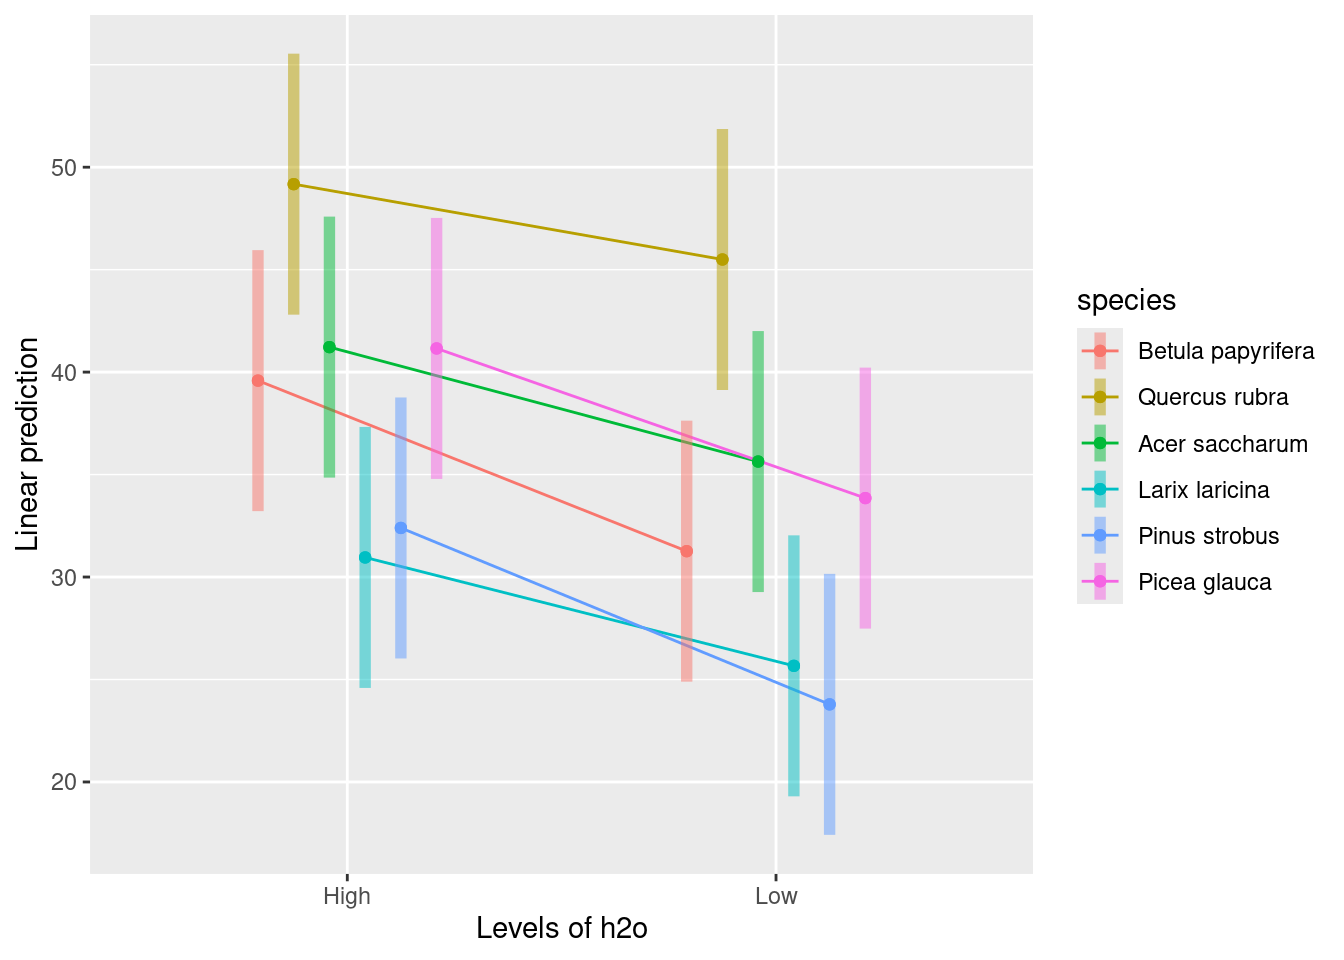 Linear prediction
50
40
30
20
High
Low
Levels of h2o
species
Betula papyrifera
Quercus rubra
Acer saccharum
Larix laricina
Pinus strobus
Picea glauca